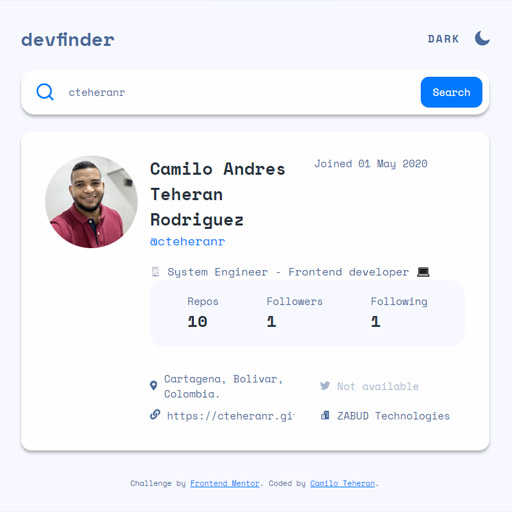 devfinder
DARK
cteheranr
Search
Camilo Andres
Teheran
Rodriguez
Joined 01 May 2020
@cteheranr
System Engineer - Frontend developer 💻
Repos Followers Following
10 1 1
Cartagena, Bolivar,
Colombia.
Not available
https://cteheranr.gi
ZABUD Technologies
Challenge by Frontend Mentor. Coded by Camilo Teheran.